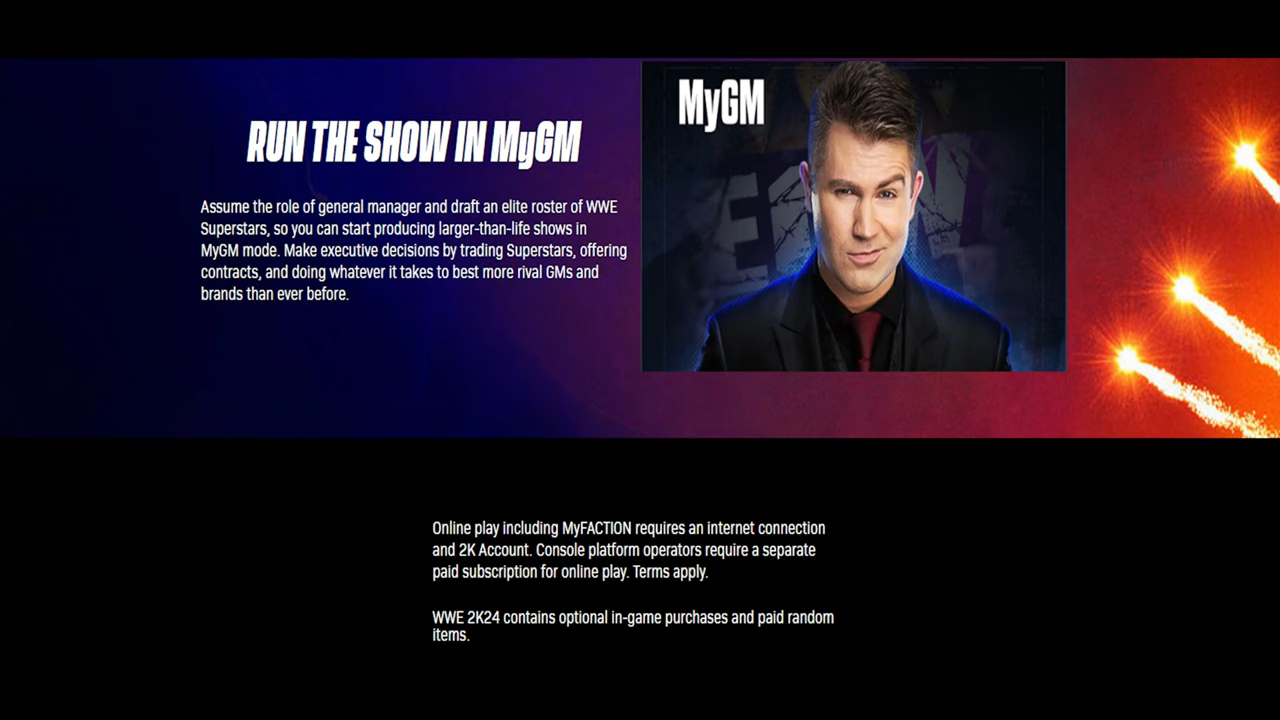 RUN THE SHOW IN MyGM
Assume the role of general manager and draft an elite roster of WWE
Superstars, so you can start producing larger-than-life shows in
MyGM mode. Make executive decisions by trading Superstars, offering
contracts, and doing whatever it takes to best more rival GMs and
brands than ever before.
MyGM
Online play including MyFACTION requires an internet connection
and 2K Account. Console platform operators require a separate
paid subscription for online play. Terms apply.
WWE 2K24 contains optional in-game purchases and paid random
items.